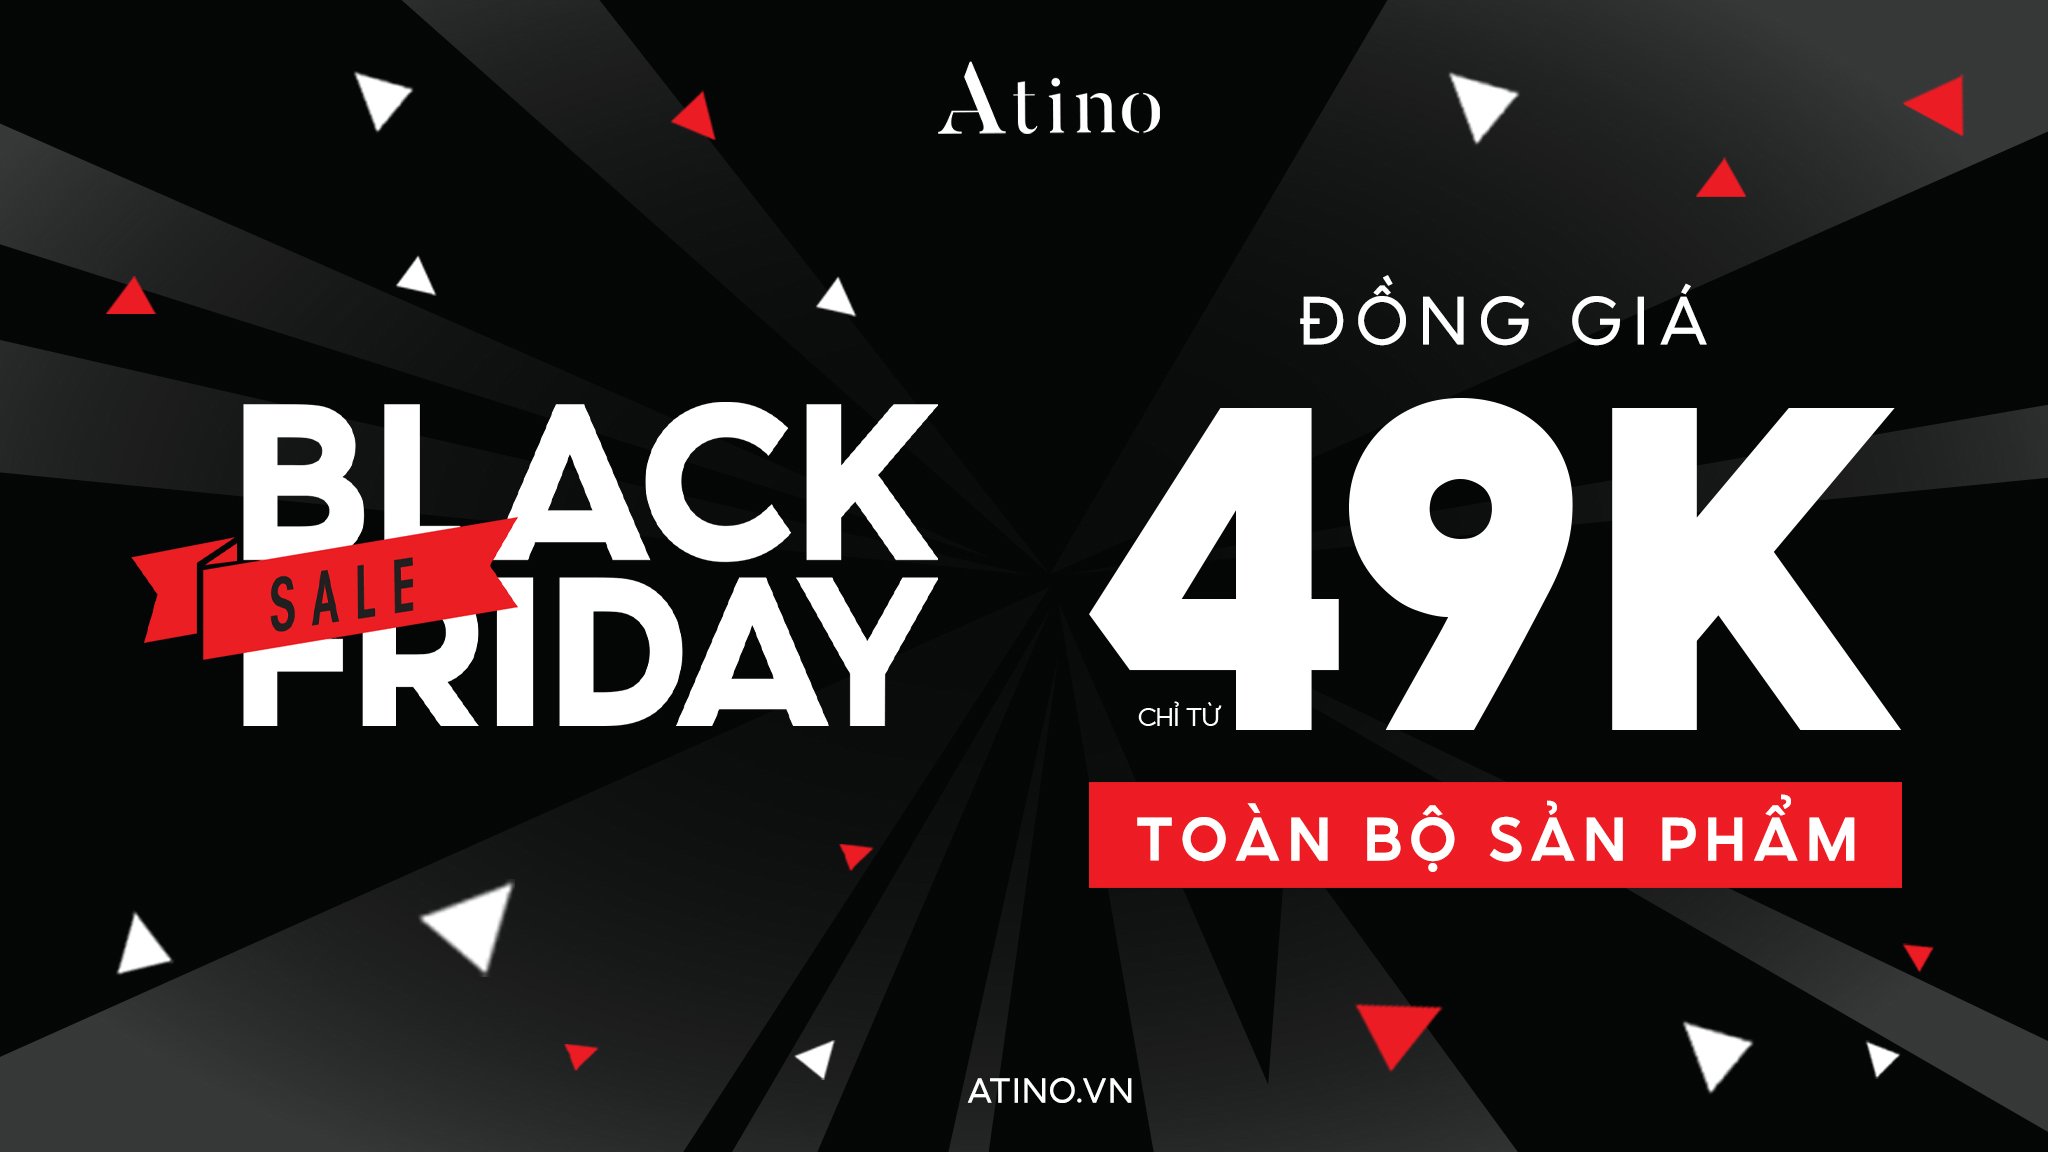 Atino
BLACK
SALE
FRIDAY
ĐỒNG GIÁ
49K
CHỈ TỪ
TOÀN BỘ SẢN PHẨM
ATINO.VN